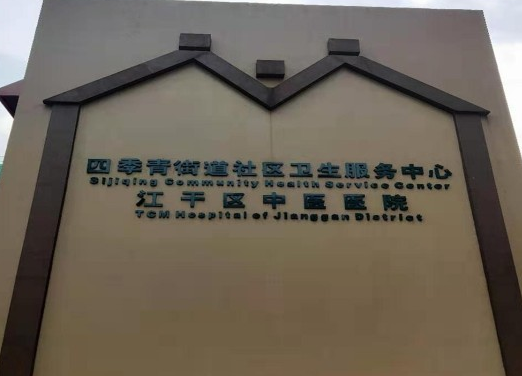 四季青街道社区卫生服务中心
Sijiqing Community Health Service Center
江干区中医医院
TCM Hospital of Jianggan District